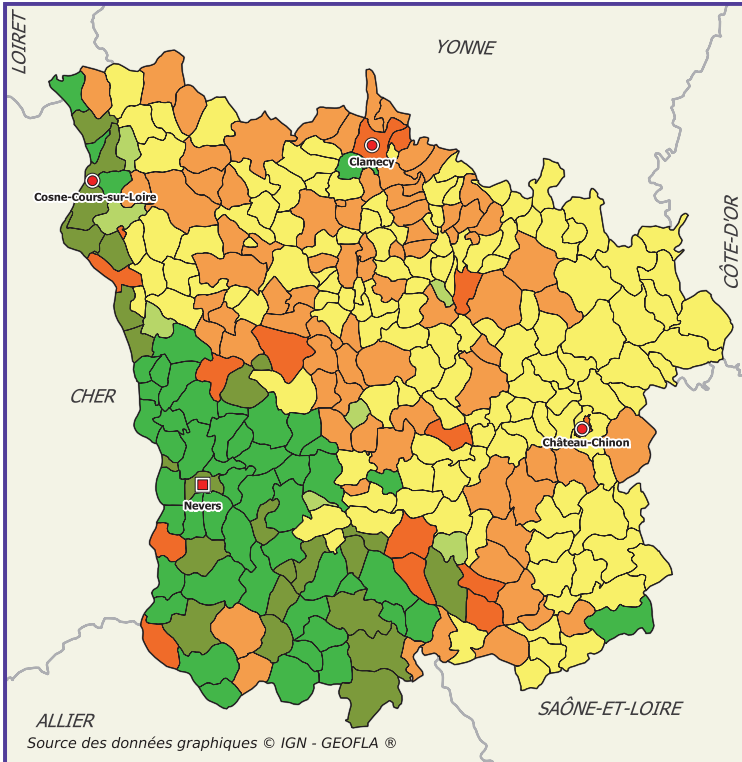 LOIRET
YONNE
Clamecy
Cosne-Cours-sur-Loire
CÔTE-D'OR
CHER
Château-Chinon
Nevers
SAÔNE-ET-LOIRE
ALLIER
Source des données graphiques © IGN - GEOFLA ®